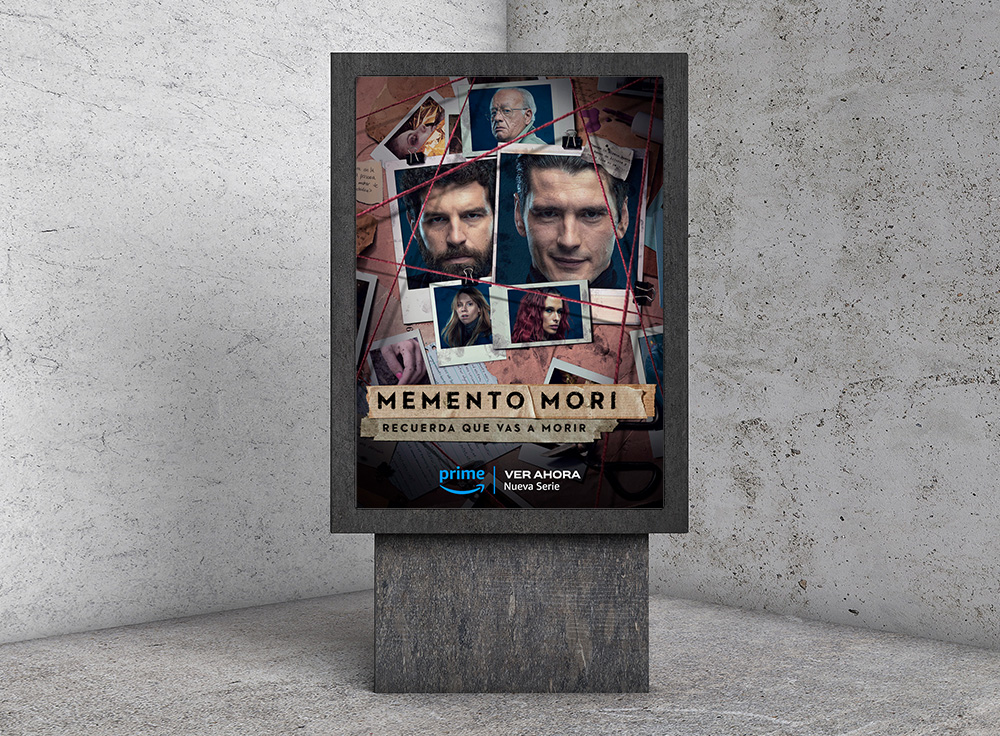 MEMENTO MORI
RECUERDA QUE VAS A MORIR
prime
VER AHORA
Nueva Serie